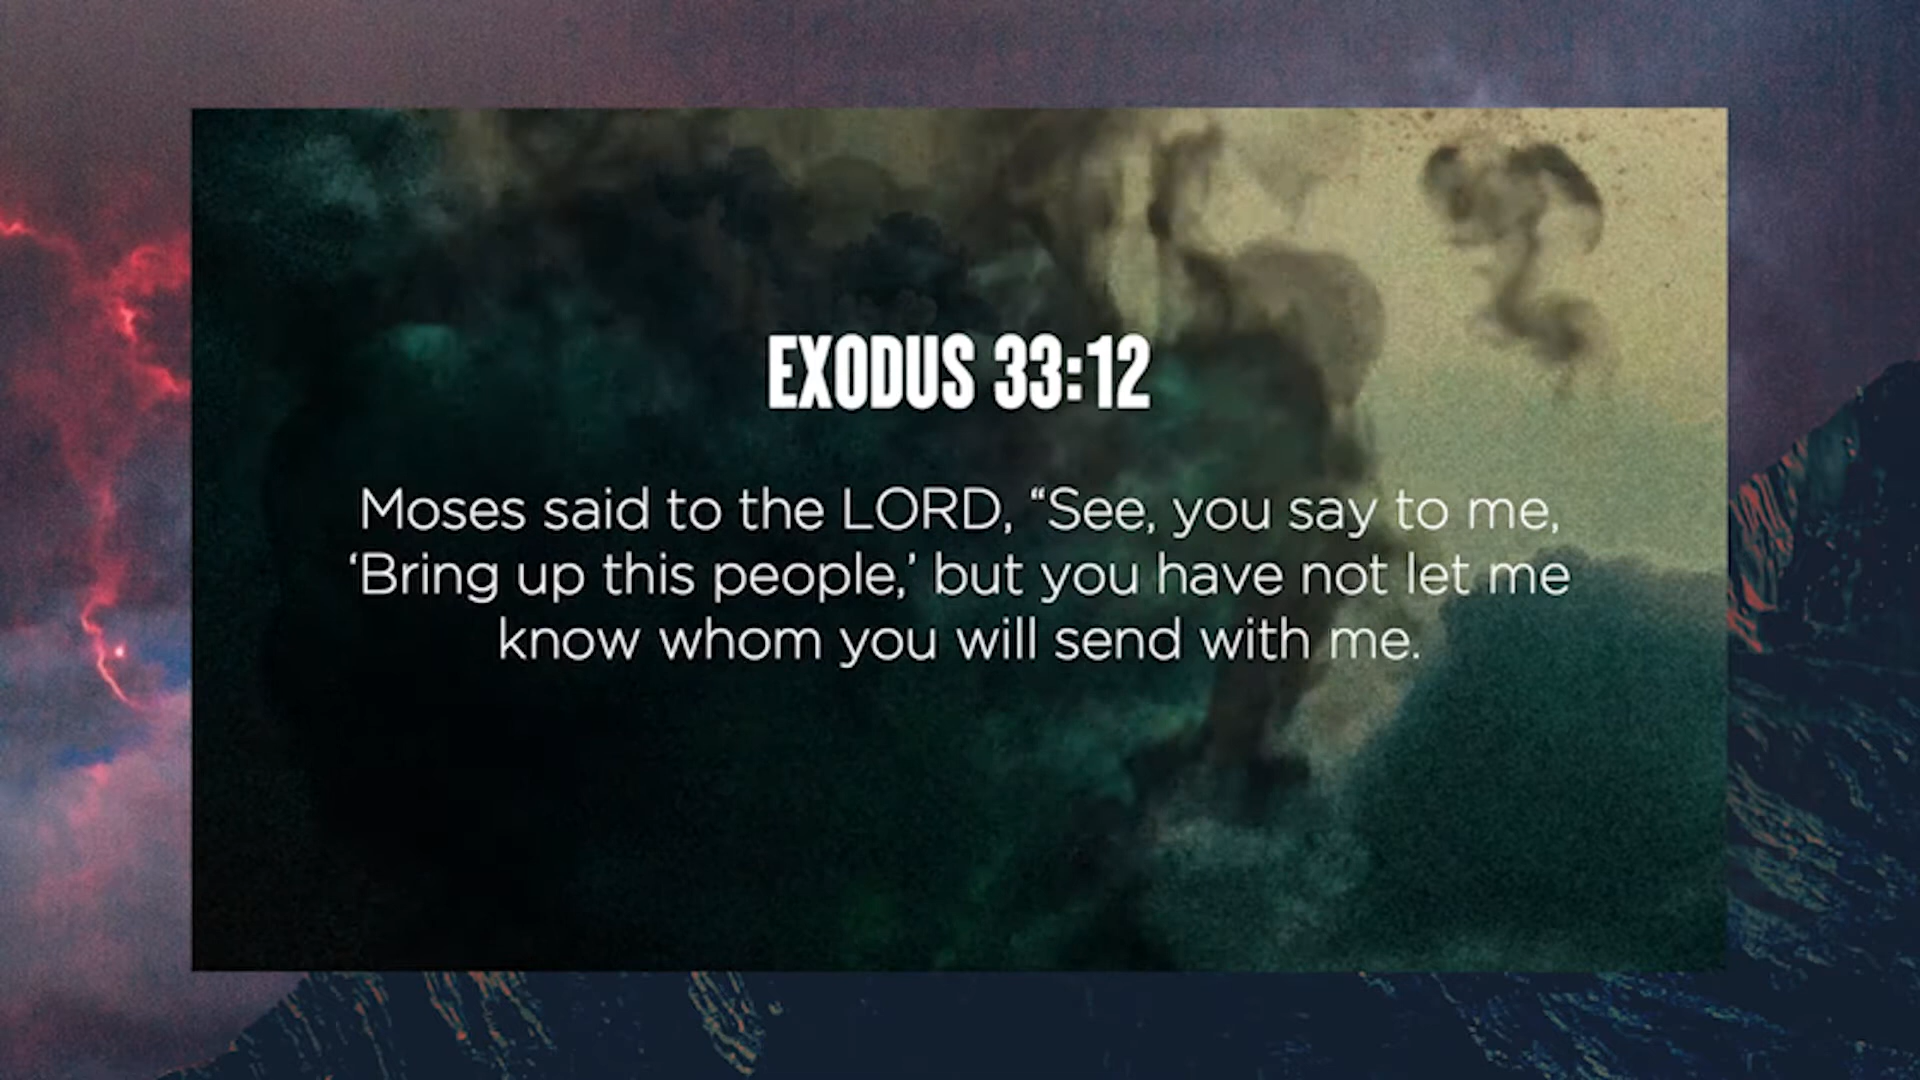 EXODUS 33:12
Moses said to the LORD, “See, you say to me,
‘Bring up this people,’ but you have not let me
know whom you will send with me.